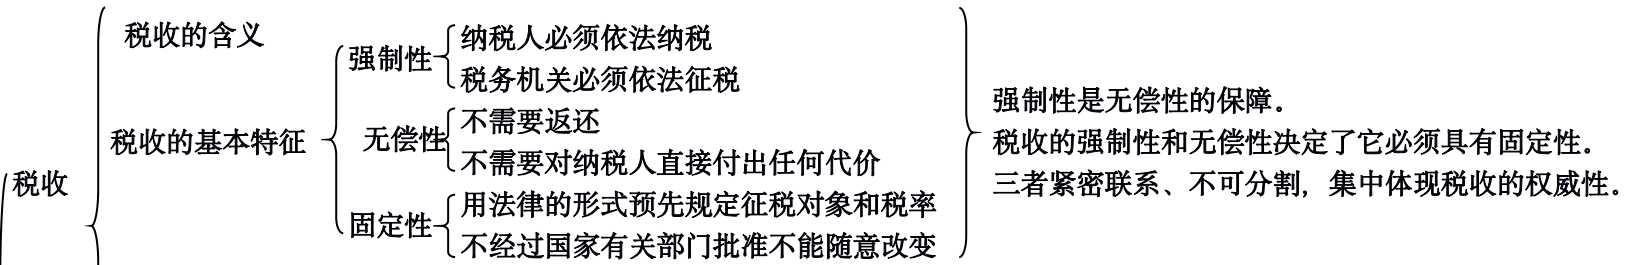 税收
税收的含义
税收的基本特征
强制性
纳税人必须依法纳税
税务机关必须依法征税
无偿性
不需要返还
不需要对纳税人直接付出任何代价
固定性
用法律的形式预先规定征税对象和税率
不经过国家有关部门批准不能随意改变
强制性是无偿性的保障。
税收的强制性和无偿性决定了它必须具有固定性。
三者紧密联系、不可分割，集中体现税收的权威性。